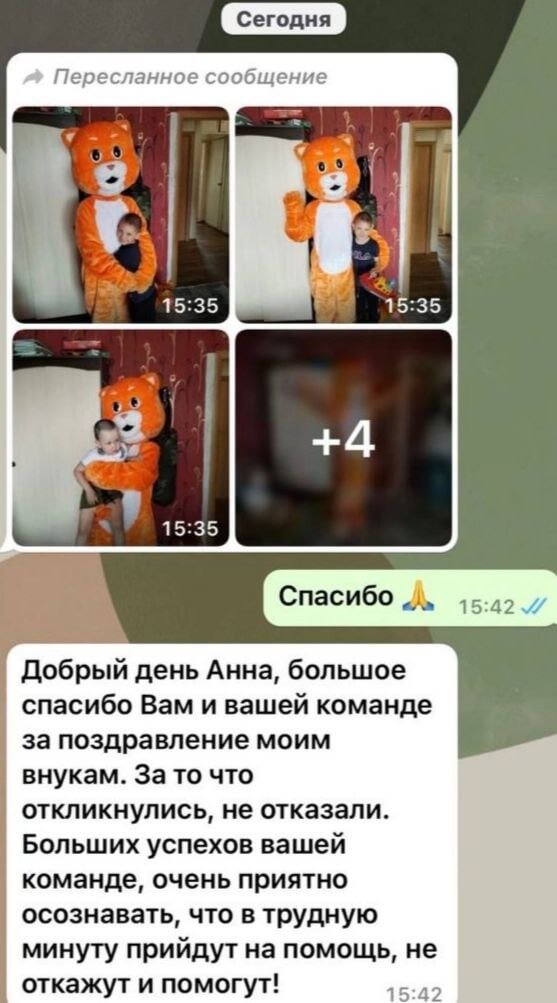 Сегодня
Пересланное сообщение
15:35
15:35
15:35
+4
Спасибо 🙏 15:42
Добрый день Анна, большое
спасибо Вам и вашей команде
за поздравление моим
внукам. За то что
откликнулись, не отказали.
Больших успехов вашей
команде, очень приятно
осознавать, что в трудную
минуту прийдут на помощь, не
откажут и помогут!
15:42